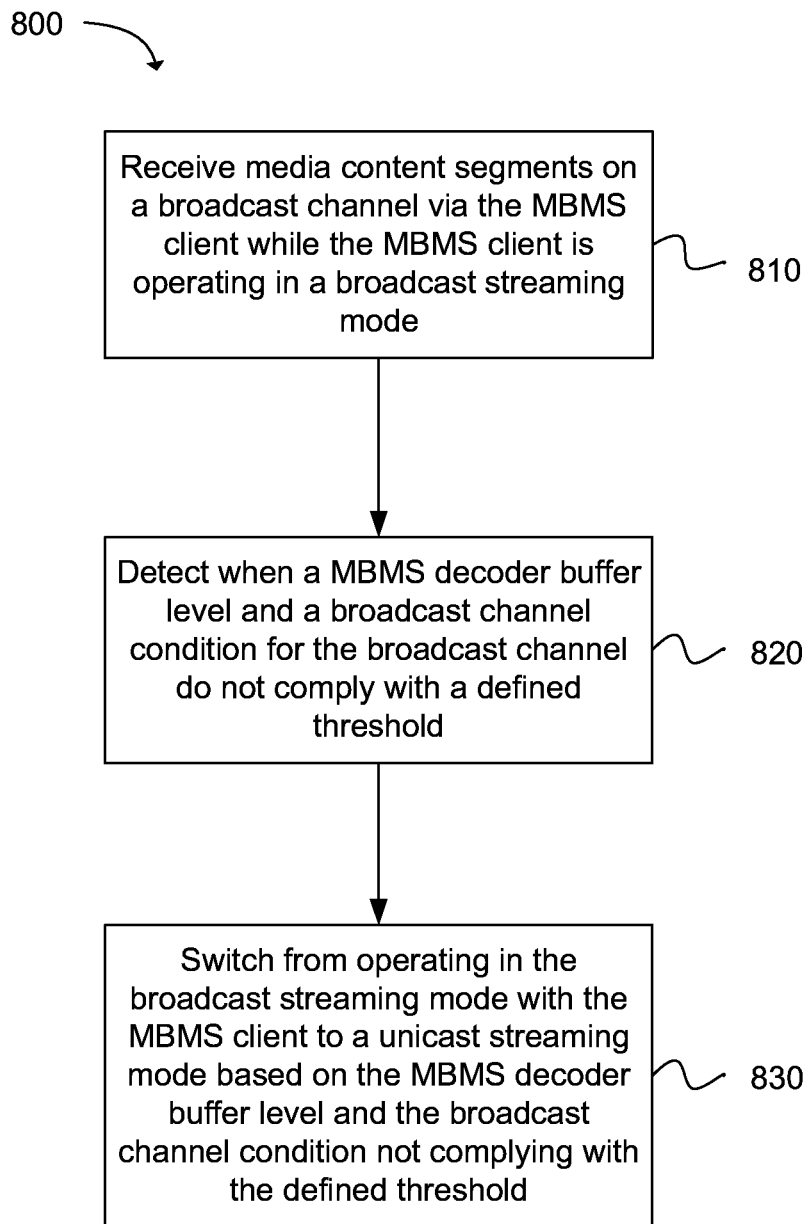 800
Receive media content segments on
a broadcast channel via the MBMS
client while the MBMS client is
operating in a broadcast streaming
mode
810
Detect when a MBMS decoder buffer
level and a broadcast channel
condition for the broadcast channel
do not comply with a defined
threshold
820
Switch from operating in the
broadcast streaming mode with the
MBMS client to a unicast streaming
mode based on the MBMS decoder
buffer level and the broadcast
channel condition not complying with
the defined threshold
830